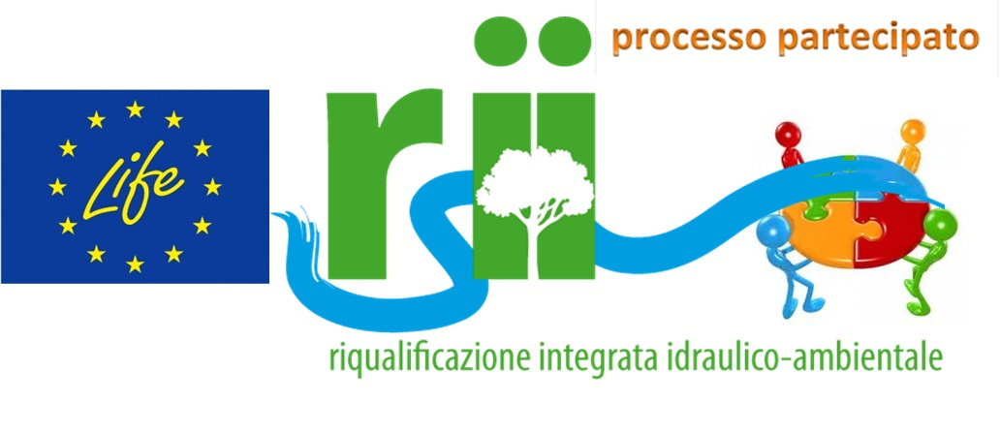 processo partecipato
Life
rii
riqualificazione integrata idraulico-ambientale